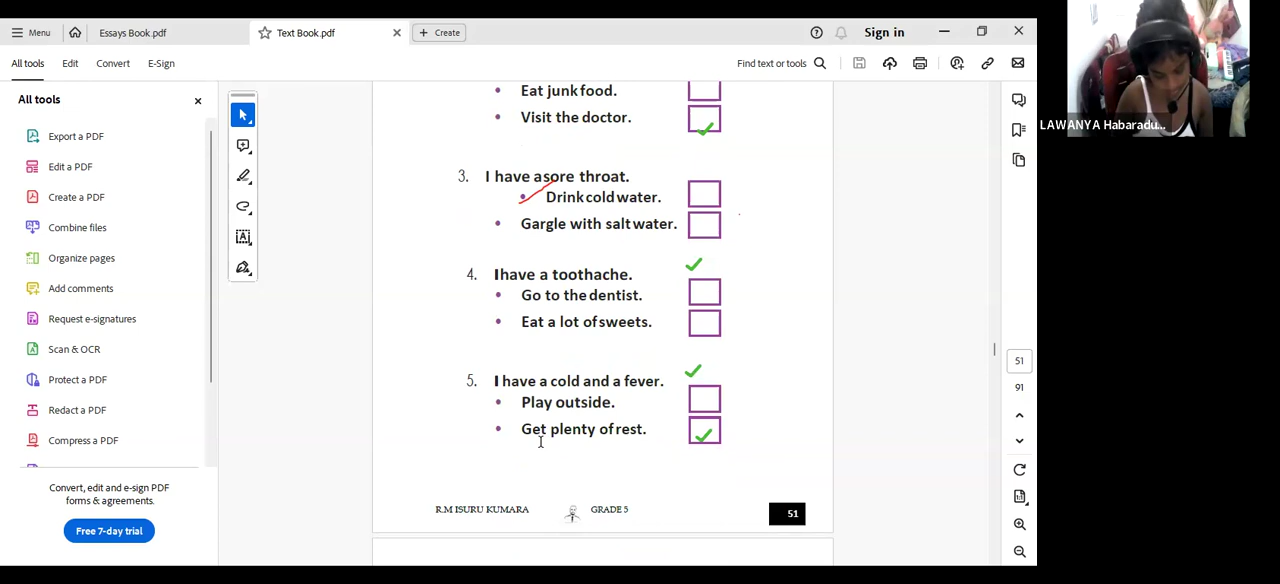 Menu
Essays Book.pdf
Text Book.pdf
Create
Sign in
All tools
Edit
Convert
E-Sign
Find text or tools
All tools
Export a PDF
Edit a PDF
Create a PDF
Combine files
Organize pages
Add comments
Request e-signatures
Scan & OCR
Protect a PDF
Redact a PDF
Compress a PDF
Convert, edit and e-sign PDF
forms & agreements.
Free 7-day trial
• Eat junk food.
• Visit the doctor.
3. I have a sore throat.
• Drink cold water.
• Gargle with salt water.
4. I have a toothache.
• Go to the dentist.
• Eat a lot of sweets.
5. I have a cold and a fever.
• Play outside.
• Get plenty of rest.
R.M ISURU KUMARA GRADE 5 51
51
91
LAWANYA Habaradu...